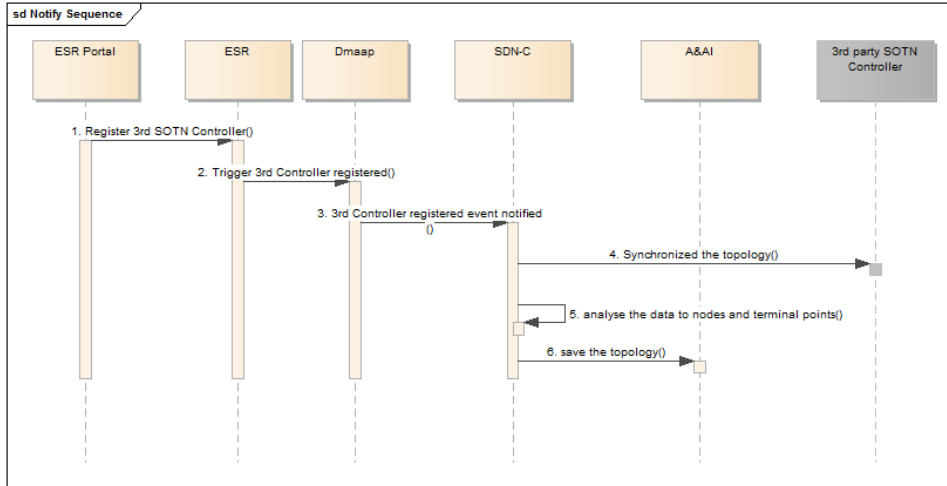 sd Notify Sequence
ESR Portal
ESR
Dmaap
SDN-C
A&AI
3rd party SOTN
Controller
1. Register 3rd SOTN Controller()
2. Trigger 3rd Controller registered()
3. 3rd Controller registered event notified
()
4. Synchronized the topology()
5. analyse the data to nodes and terminal points()
6. save the topology()